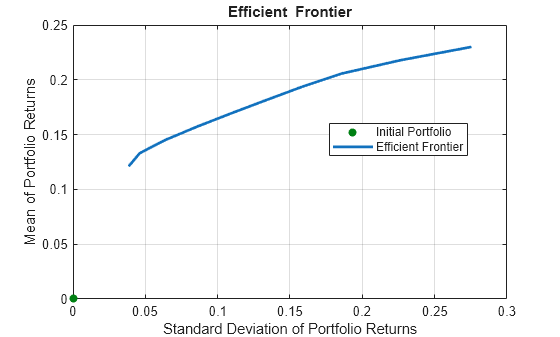 Efficient Frontier
0.25
0.2
0.15
0.1
0.05
0
Mean of Portfolio Returns
Initial Portfolio
Efficient Frontier
0 0.05 0.1 0.15 0.2 0.25 0.3
Standard Deviation of Portfolio Returns